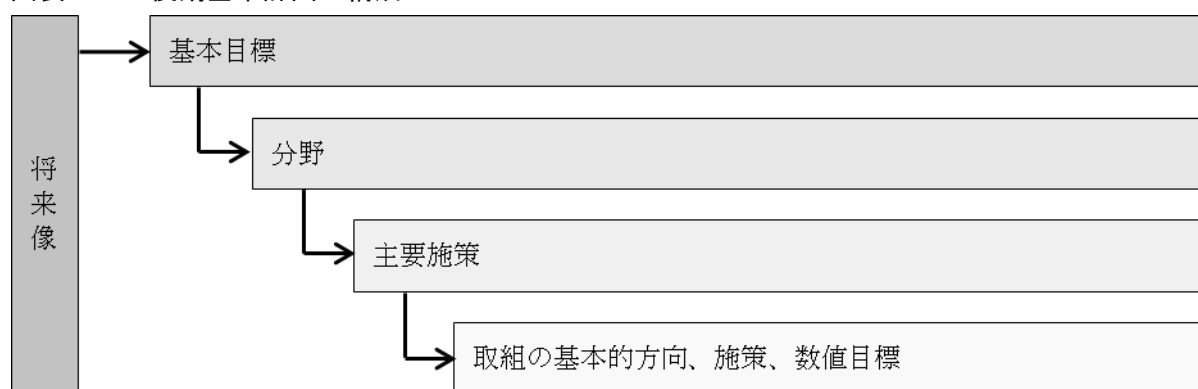 基本目標
分野
将来像
主要施策
取組の基本的方向、施策、数値目標